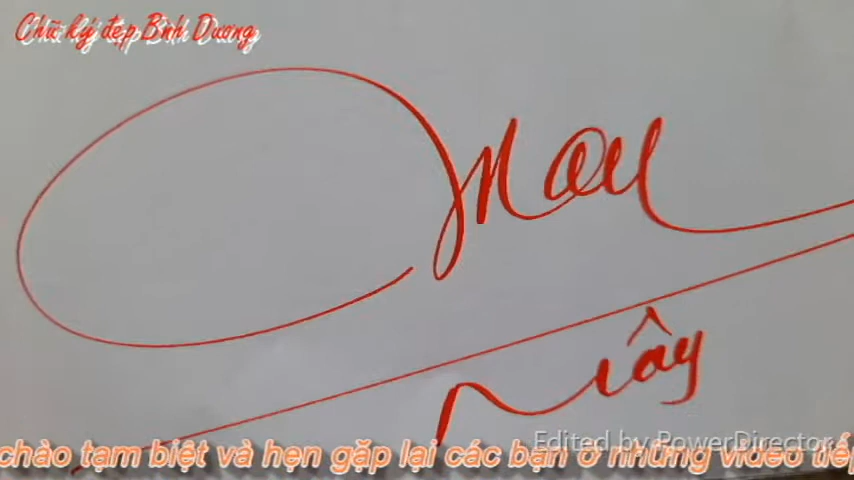 Chữ ký đẹp Bình Dương
Mây
Edited by PowerDirector
chào tạm biệt và hẹn gặp lại các bạn ở những video tiếp